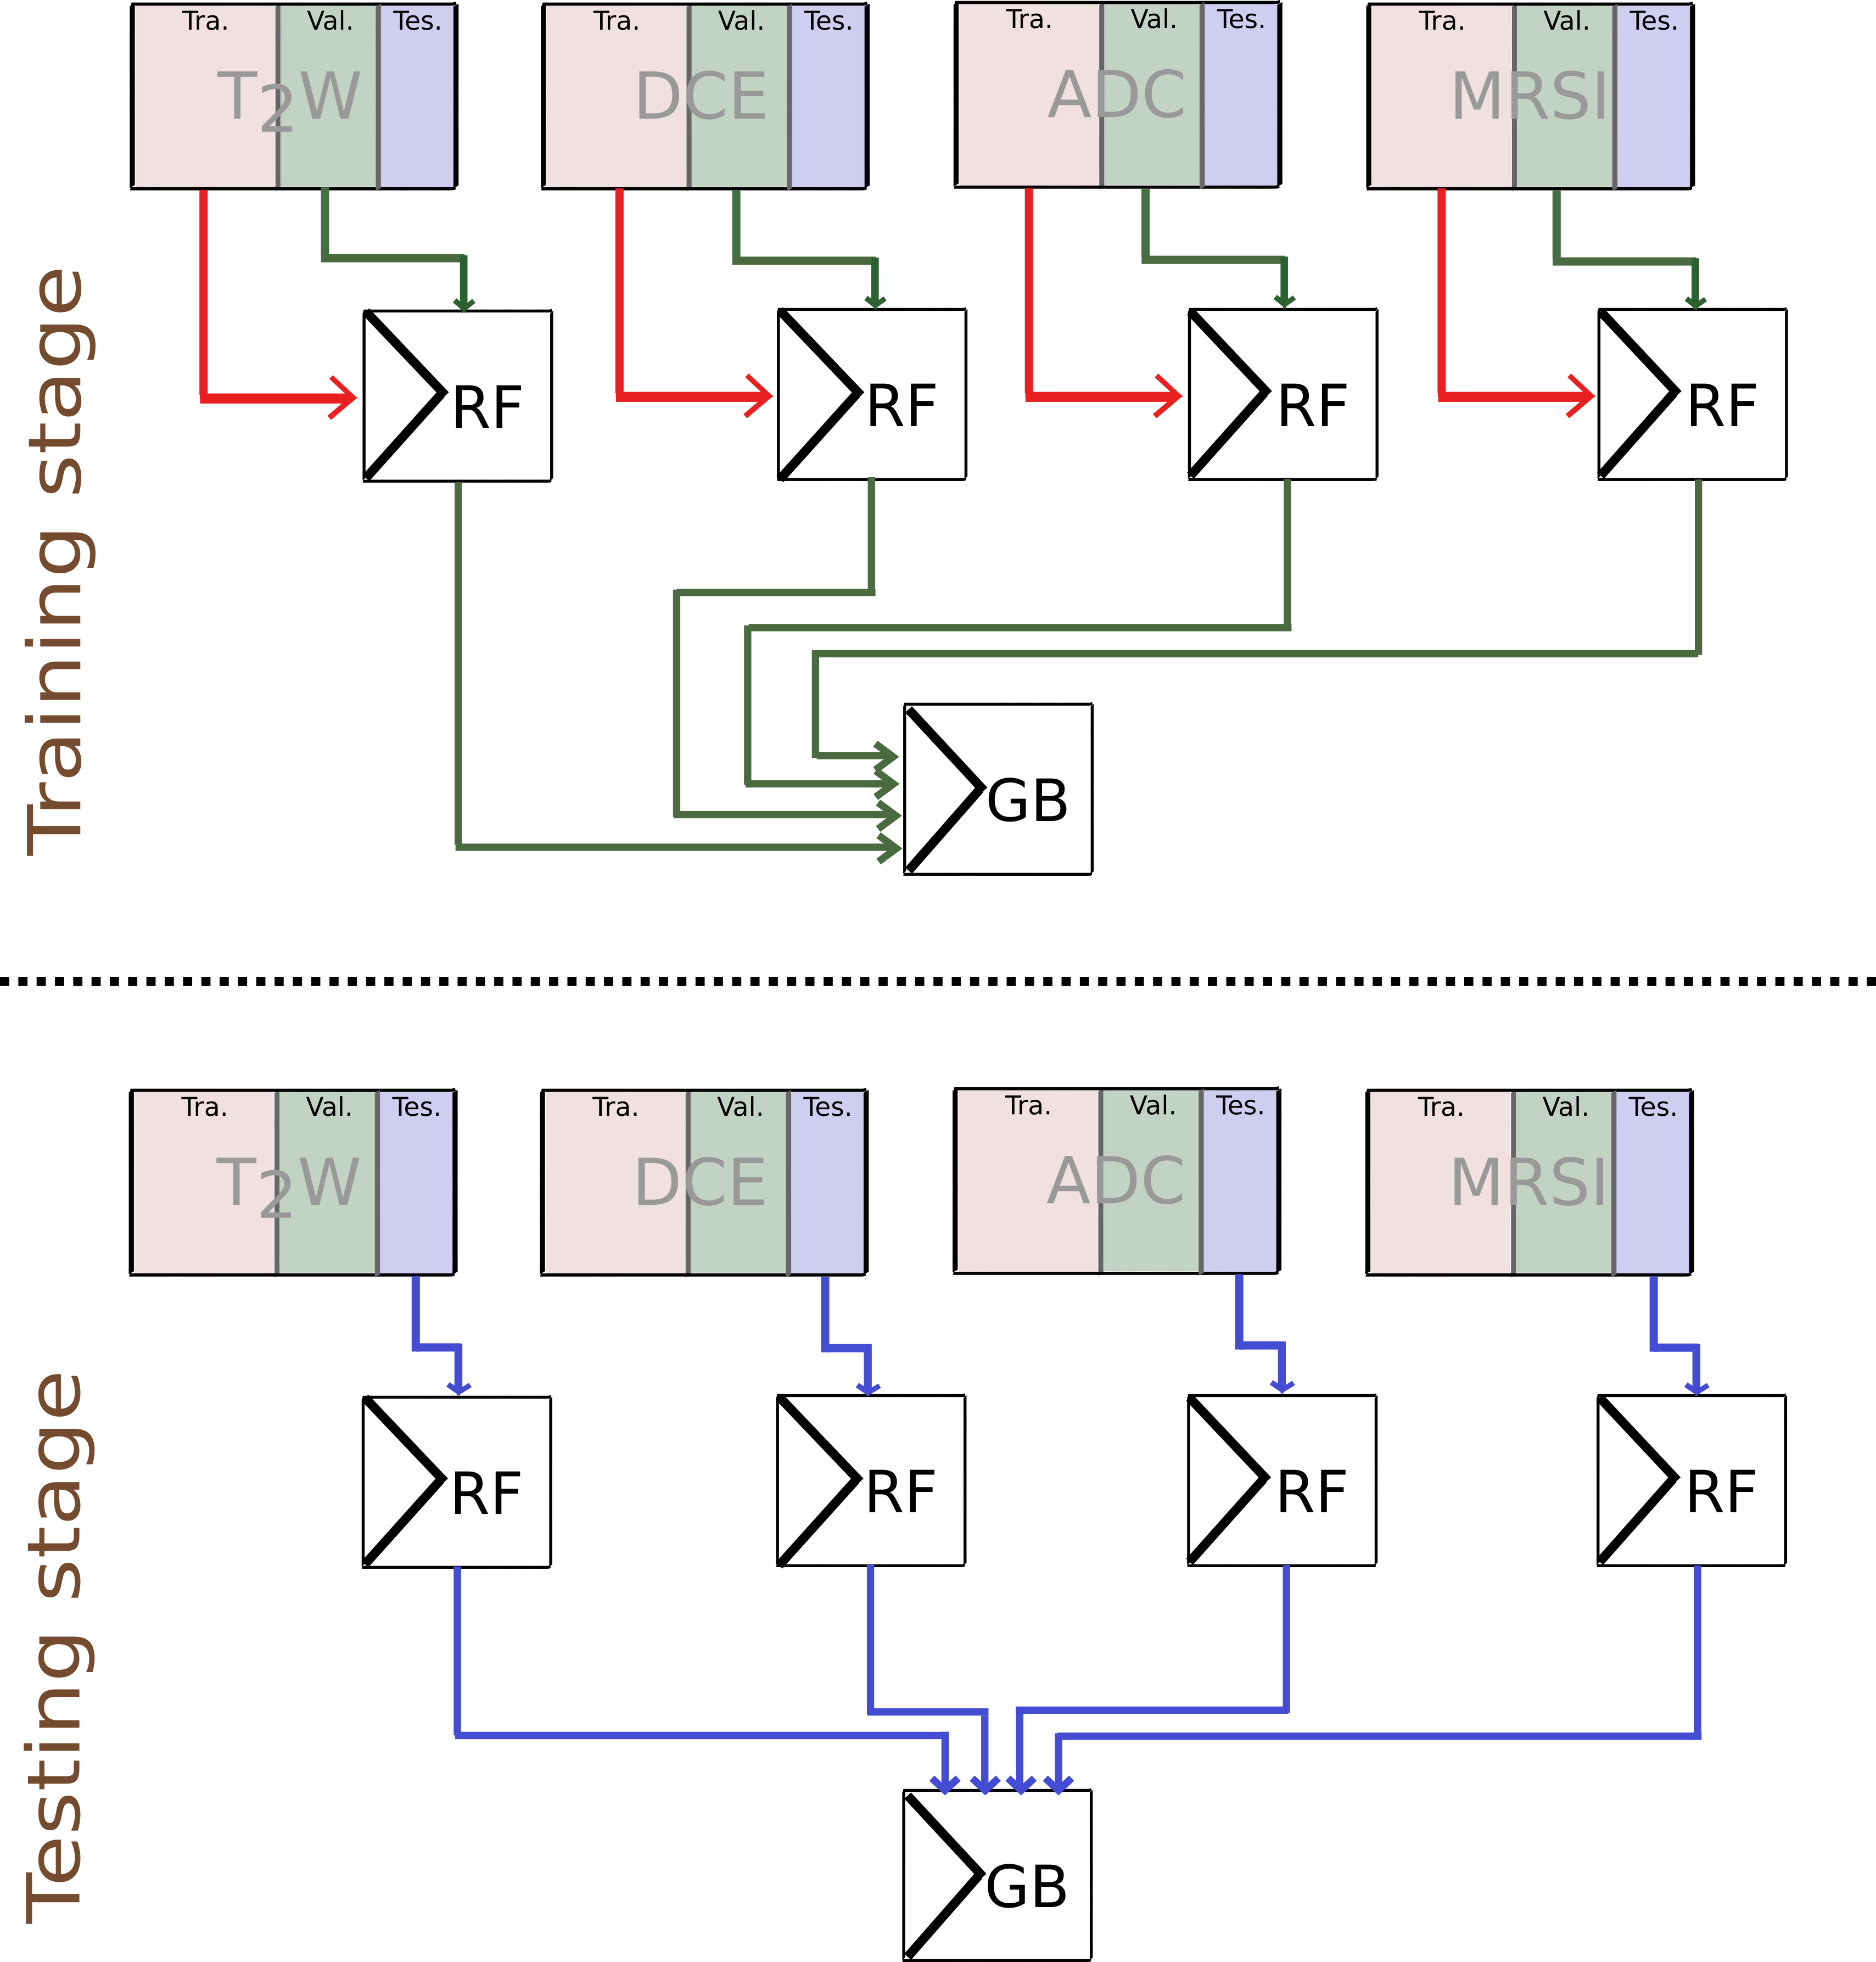 Tra. Val. Tes. Tra. Val. Tes. Tra. Val. Tes. Tra. Val. Tes.
T2W DCE ADC MRSI
RF RF RF RF
Training stage
GB
Tra. Val. Tes. Tra. Val. Tes. Tra. Val. Tes. Tra. Val. Tes.
T2W DCE ADC MRSI
RF RF RF RF
Testing stage
GB